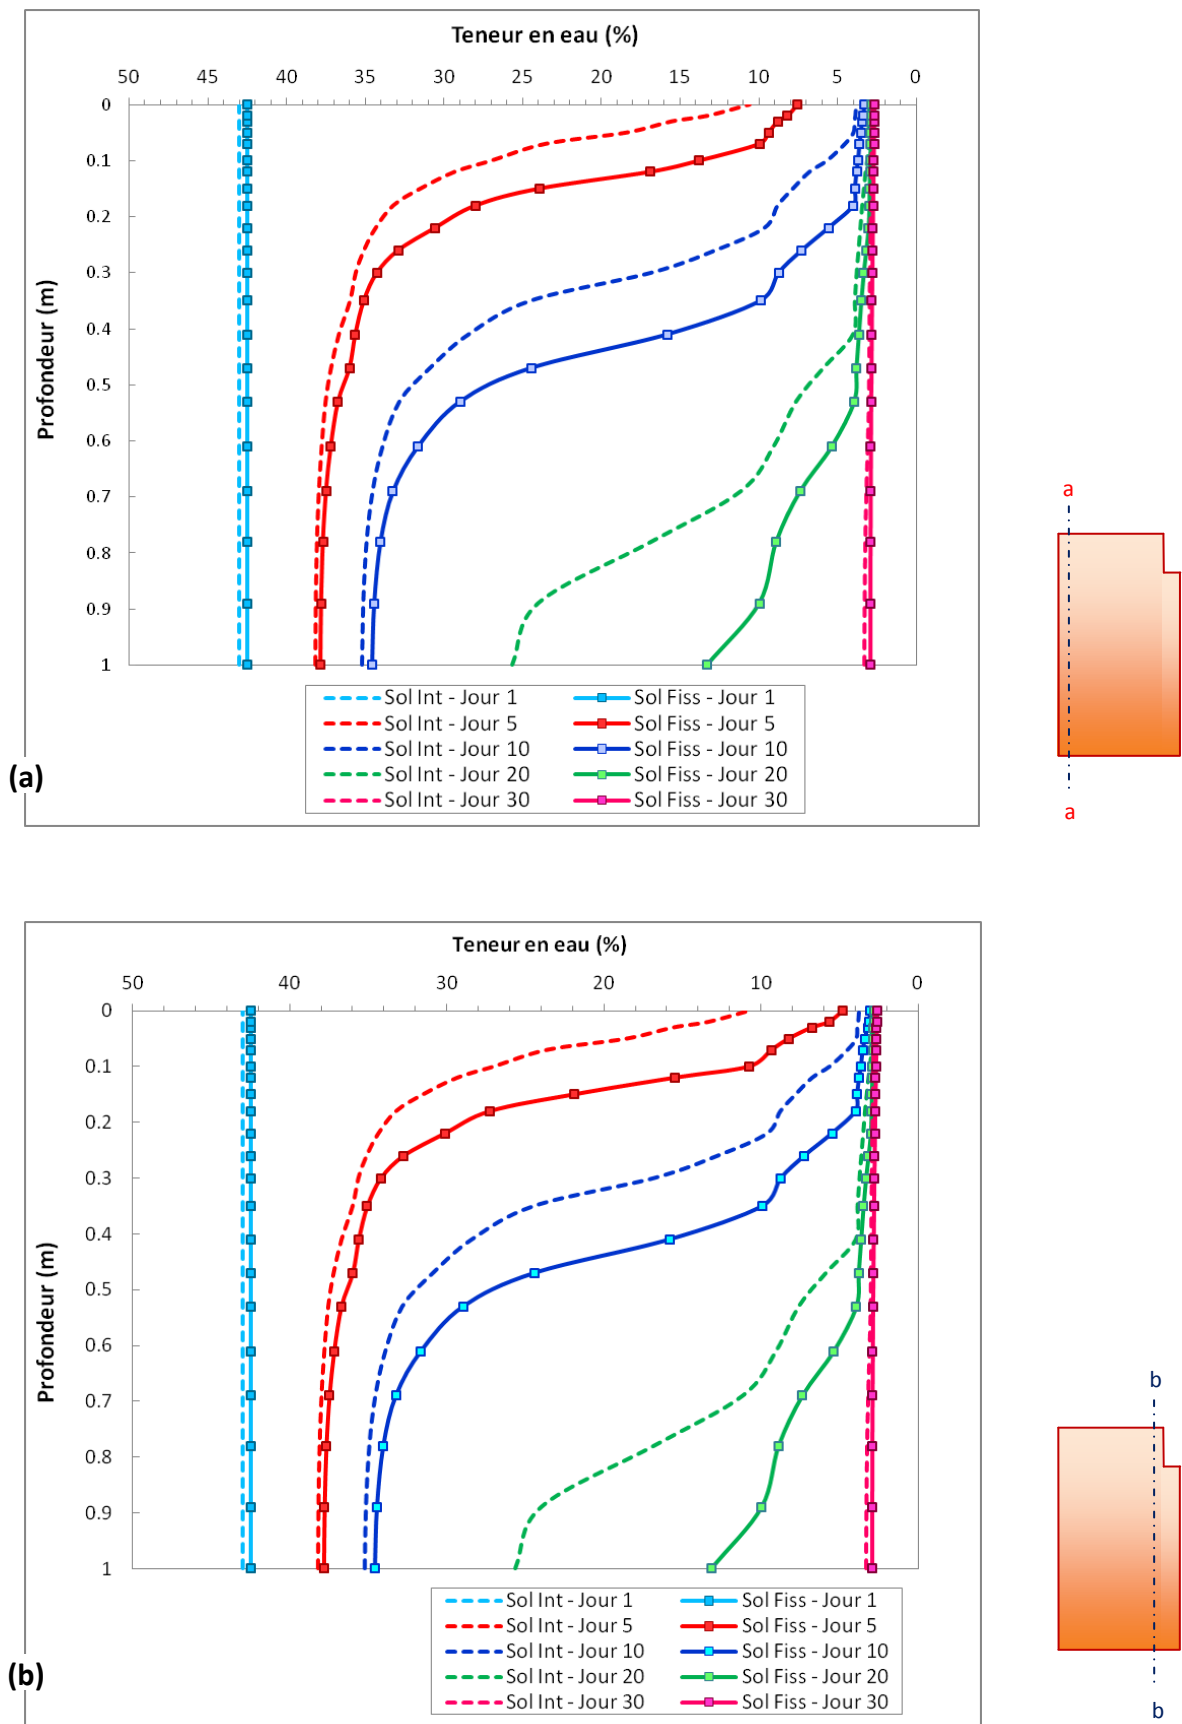 Teneur en eau (%)
50 45 40 35 30 25 20 15 10 5 0
0
0.1
0.2
0.3
0.4
0.5
0.6
0.7
0.8
0.9
1
Profondeur (m)
Sol Int - Jour 1 Sol Fiss - Jour 1
Sol Int - Jour 5 Sol Fiss - Jour 5
Sol Int - Jour 10 Sol Fiss - Jour 10
Sol Int - Jour 20 Sol Fiss - Jour 20
Sol Int - Jour 30 Sol Fiss - Jour 30
(a)
a
a
Teneur en eau (%)
50 40 30 20 10 0
0
0.1
0.2
0.3
0.4
0.5
0.6
0.7
0.8
0.9
1
Profondeur (m)
Sol Int - Jour 1 Sol Fiss - Jour 1
Sol Int - Jour 5 Sol Fiss - Jour 5
Sol Int - Jour 10 Sol Fiss - Jour 10
Sol Int - Jour 20 Sol Fiss - Jour 20
Sol Int - Jour 30 Sol Fiss - Jour 30
(b)
b
b